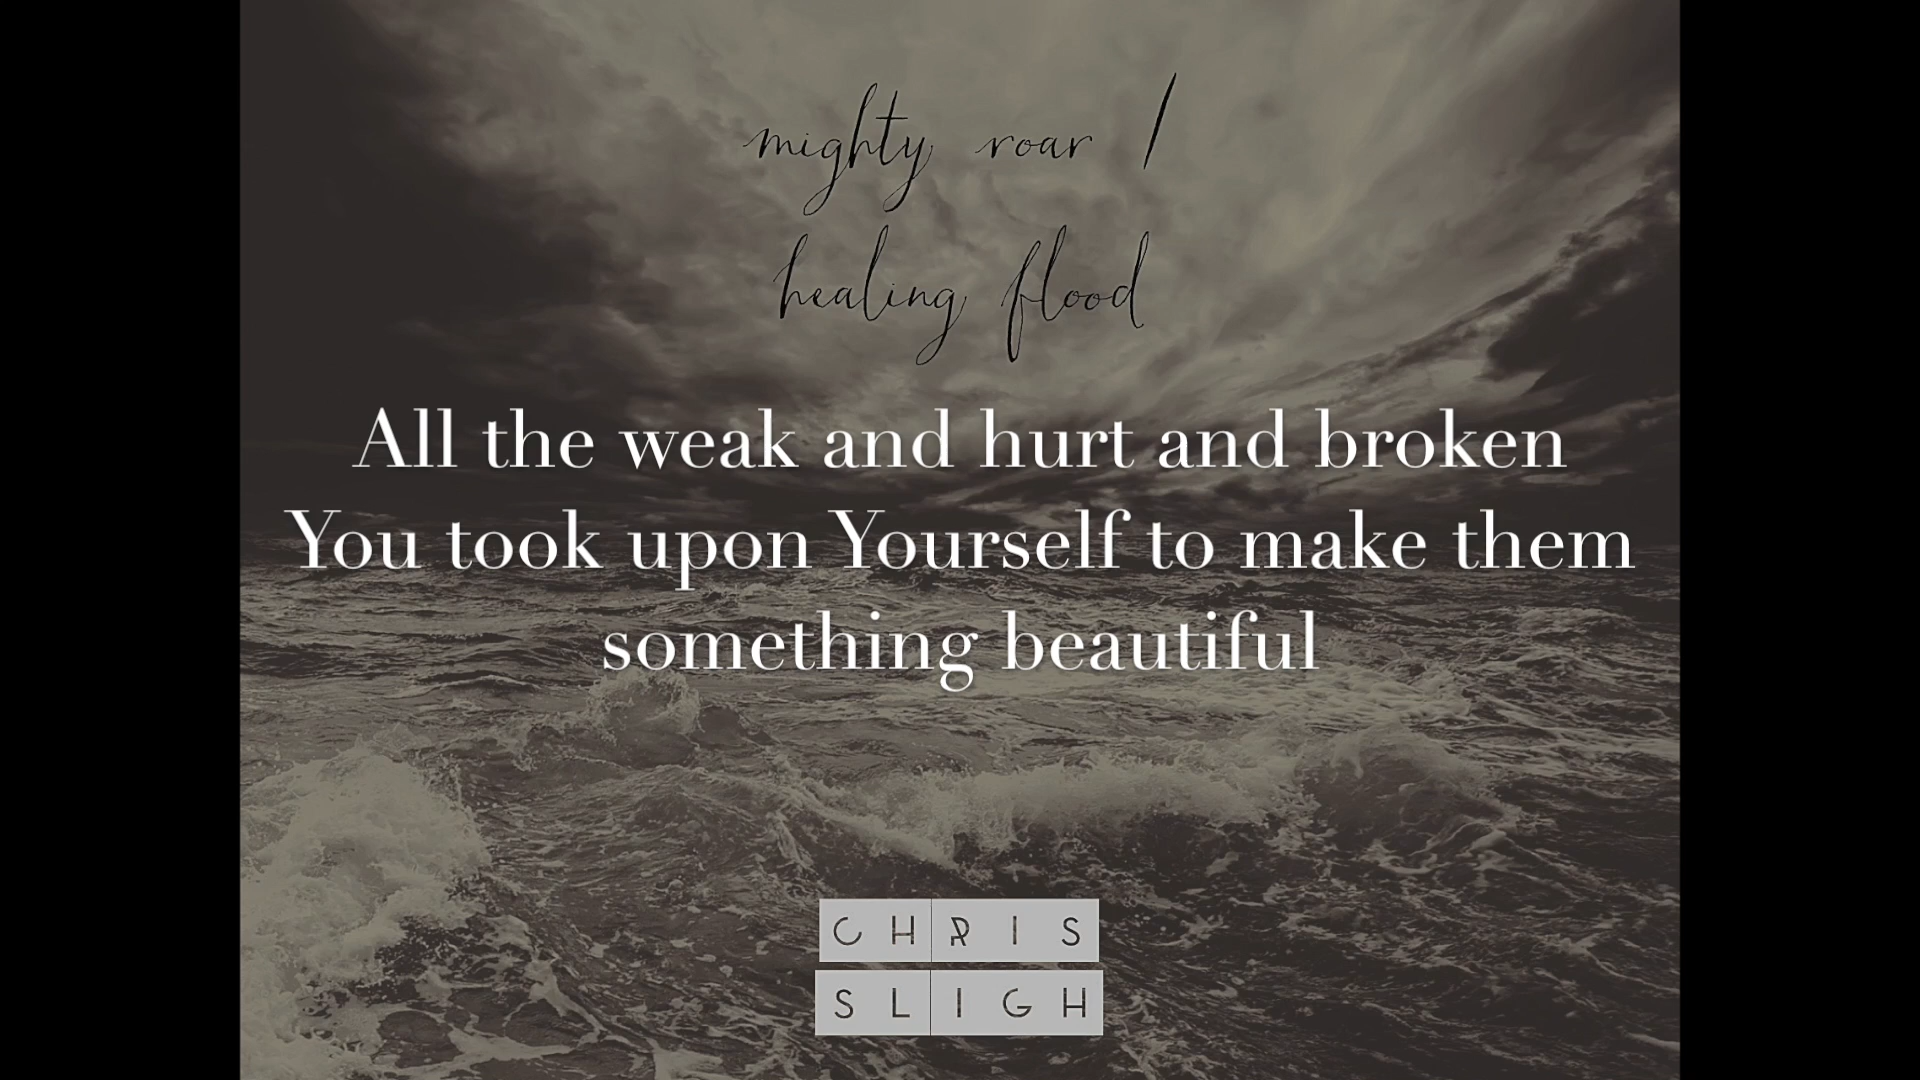 mighty roar /
healing flood
All the weak and hurt and broken
You took upon Yourself to make them
something beautiful
CHRIS
SLIGH